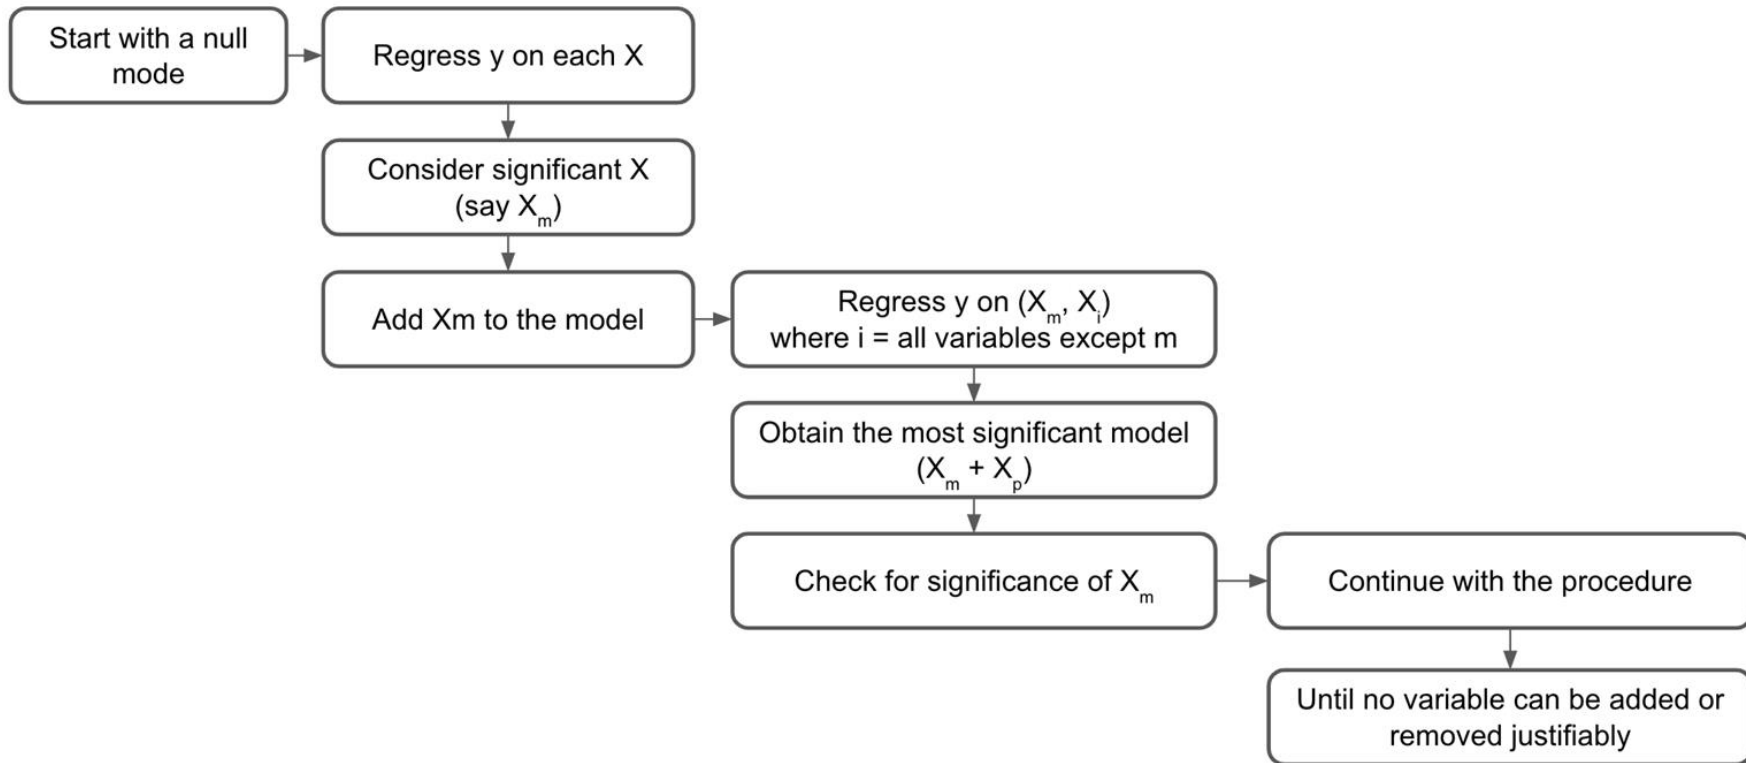 Start with a null
mode
Regress y on each X
Consider significant X
(say Xm)
Add Xm to the model
Regress y on (Xm, Xi)
where i = all variables except m
Obtain the most significant model
(Xm + Xp)
Check for significance of Xm
Continue with the procedure
Until no variable can be added or
removed justifiably